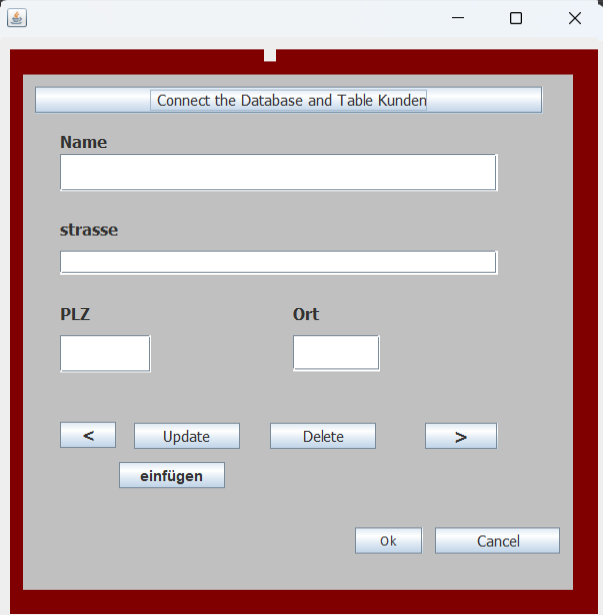 Connect the Database and Table Kunden
Name
strasse
PLZ Ort
< Update Delete >
einfügen
Ok Cancel